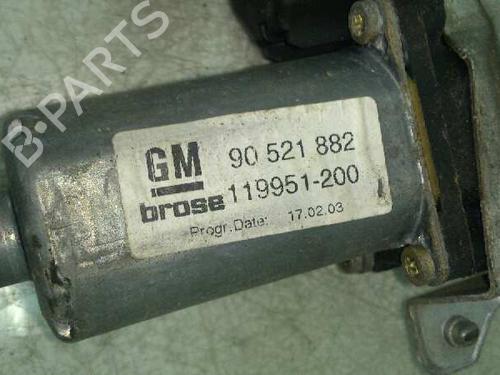 B-PARTS
GM 90 521 882
brose 119951-200
Progr.Date: 17.02.03